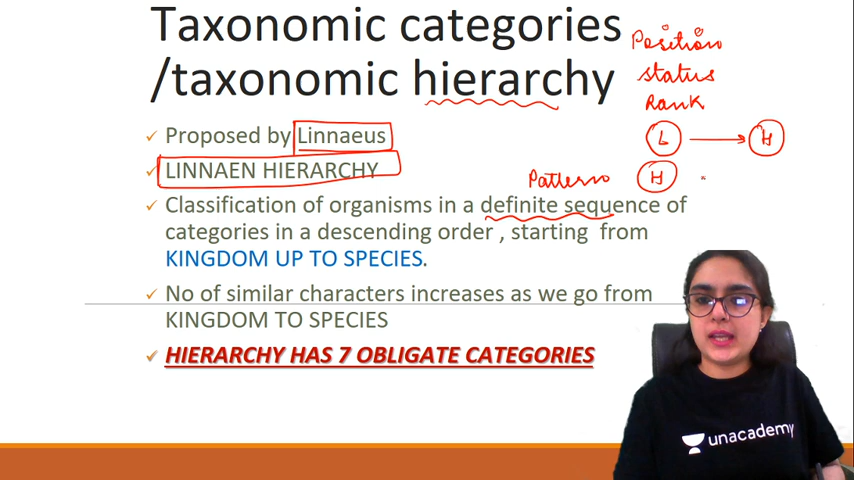 Taxonomic categories
/taxonomic hierarchy
Position
status
Rank
L H
Proposed by Linnaeus
LINNAEN HIERARCHY
Pattern H
Classification of organisms in a definite sequence of
categories in a descending order , starting from
KINGDOM UP TO SPECIES.
No of similar characters increases as we go from
KINGDOM TO SPECIES
HIERARCHY HAS 7 OBLIGATE CATEGORIES
unacademy